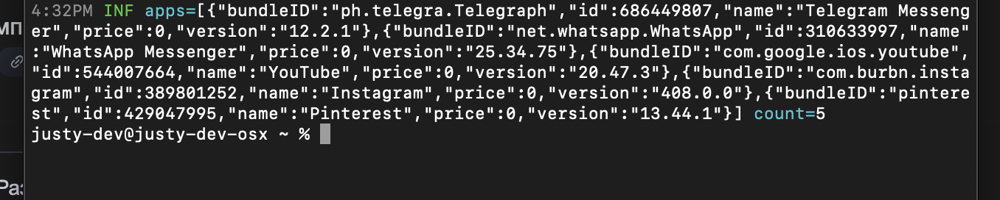 4:32PM INF apps=[{"bundleID":"ph.telegra.Telegraph","id":686449807,"name":"Telegram Messeng
er","price":0,"version":"12.2.1"},{"bundleID":"net.whatsapp.WhatsApp","id":310633997,"name"
:"WhatsApp Messenger","price":0,"version":"25.34.75"},{"bundleID":"com.google.ios.youtube",
"id":544007664,"name":"YouTube","price":0,"version":"20.47.3"},{"bundleID":"com.burbn.insta
gram","id":389801252,"name":"Instagram","price":0,"version":"408.0.0"},{"bundleID":"pintere
st","id":429047995,"name":"Pinterest","price":0,"version":"13.44.1"}] count=5
justy-dev@justy-dev-osx ~ %